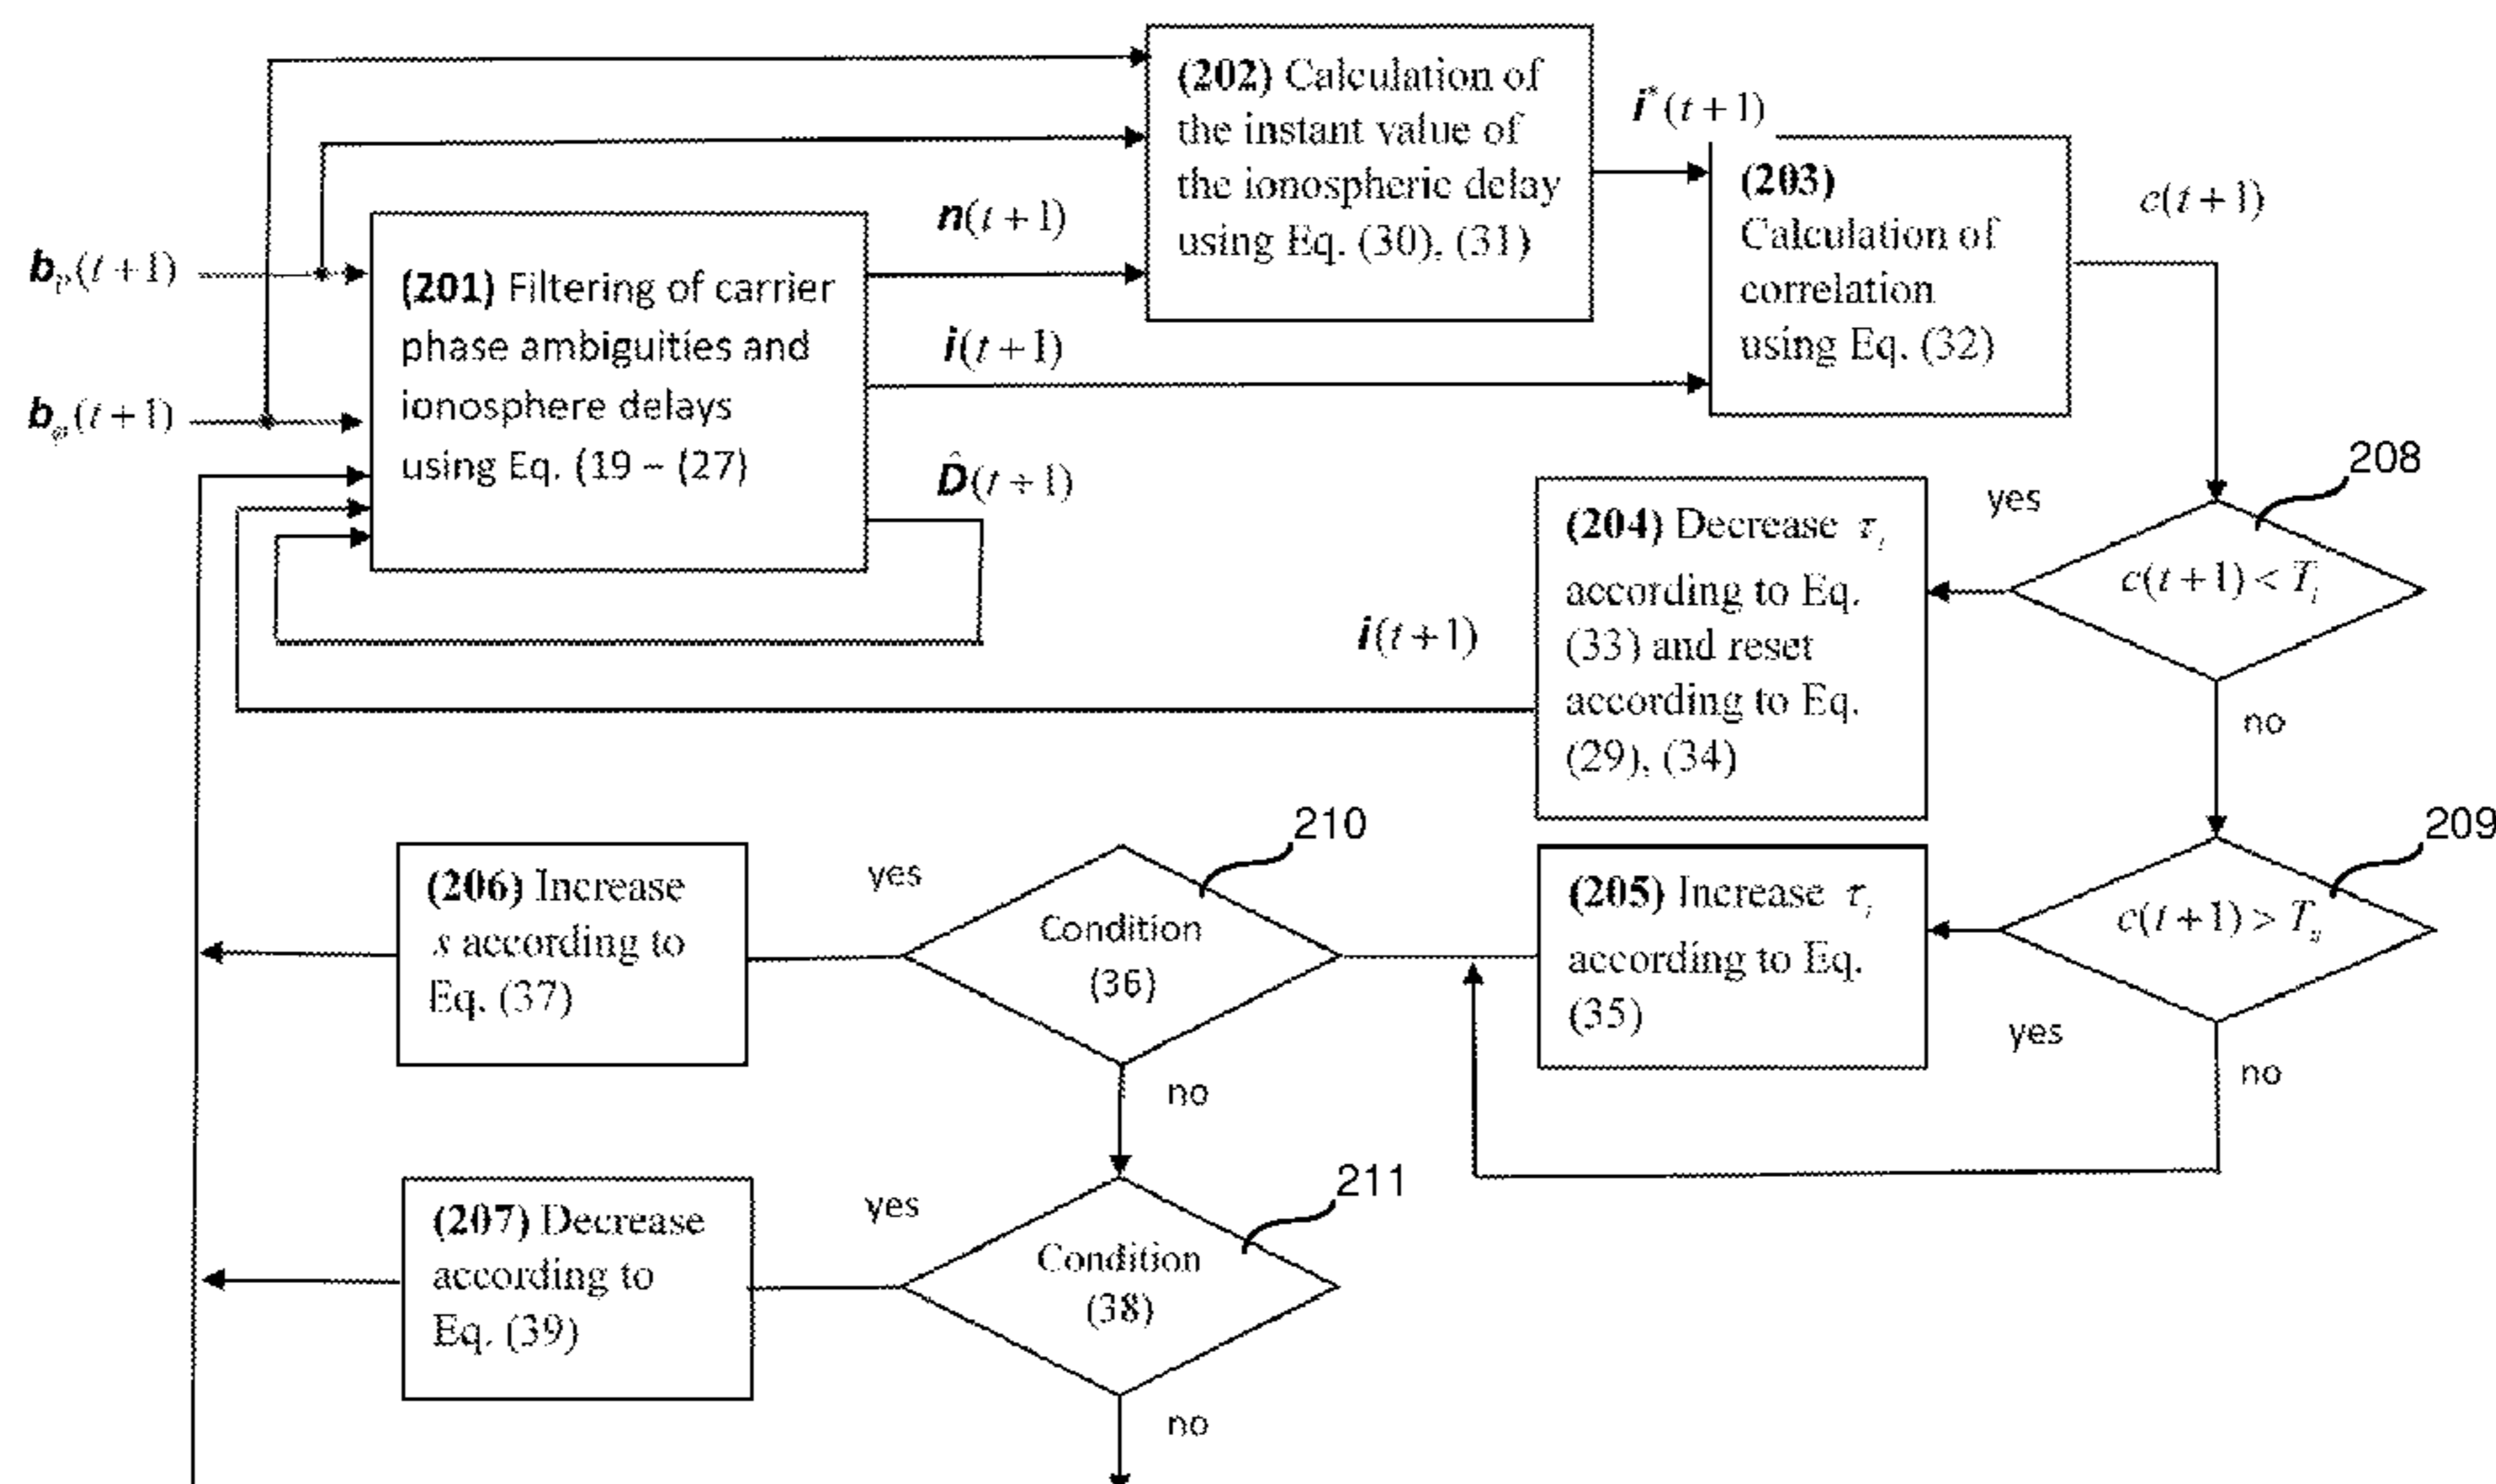 (202) Calculation of
the instant value of
the ionospheric delay
using Eq. (30), (31)
i*(t+1)
(203)
Calculation of
correlation
using Eq. (32)
c(t+1)
n(t+1)
b_P(t+1)
(201) Filtering of carrier
phase ambiguities and
ionosphere delays
using Eq. (19 – (27)
i(t+1)
b_φ(t+1)
D̂(t+1)
208
yes
c(t+1) < T_l
no
(204) Decrease τ_i
according to Eq.
(33) and reset
according to Eq.
(29), (34)
i(t+1)
210
209
yes
(206) Increase
s according to
Eq. (37)
Condition
(36)
no
(205) Increase τ_i
according to Eq.
(35)
c(t+1) > T_u
yes
no
211
yes
(207) Decrease
according to
Eq. (39)
Condition
(38)
no